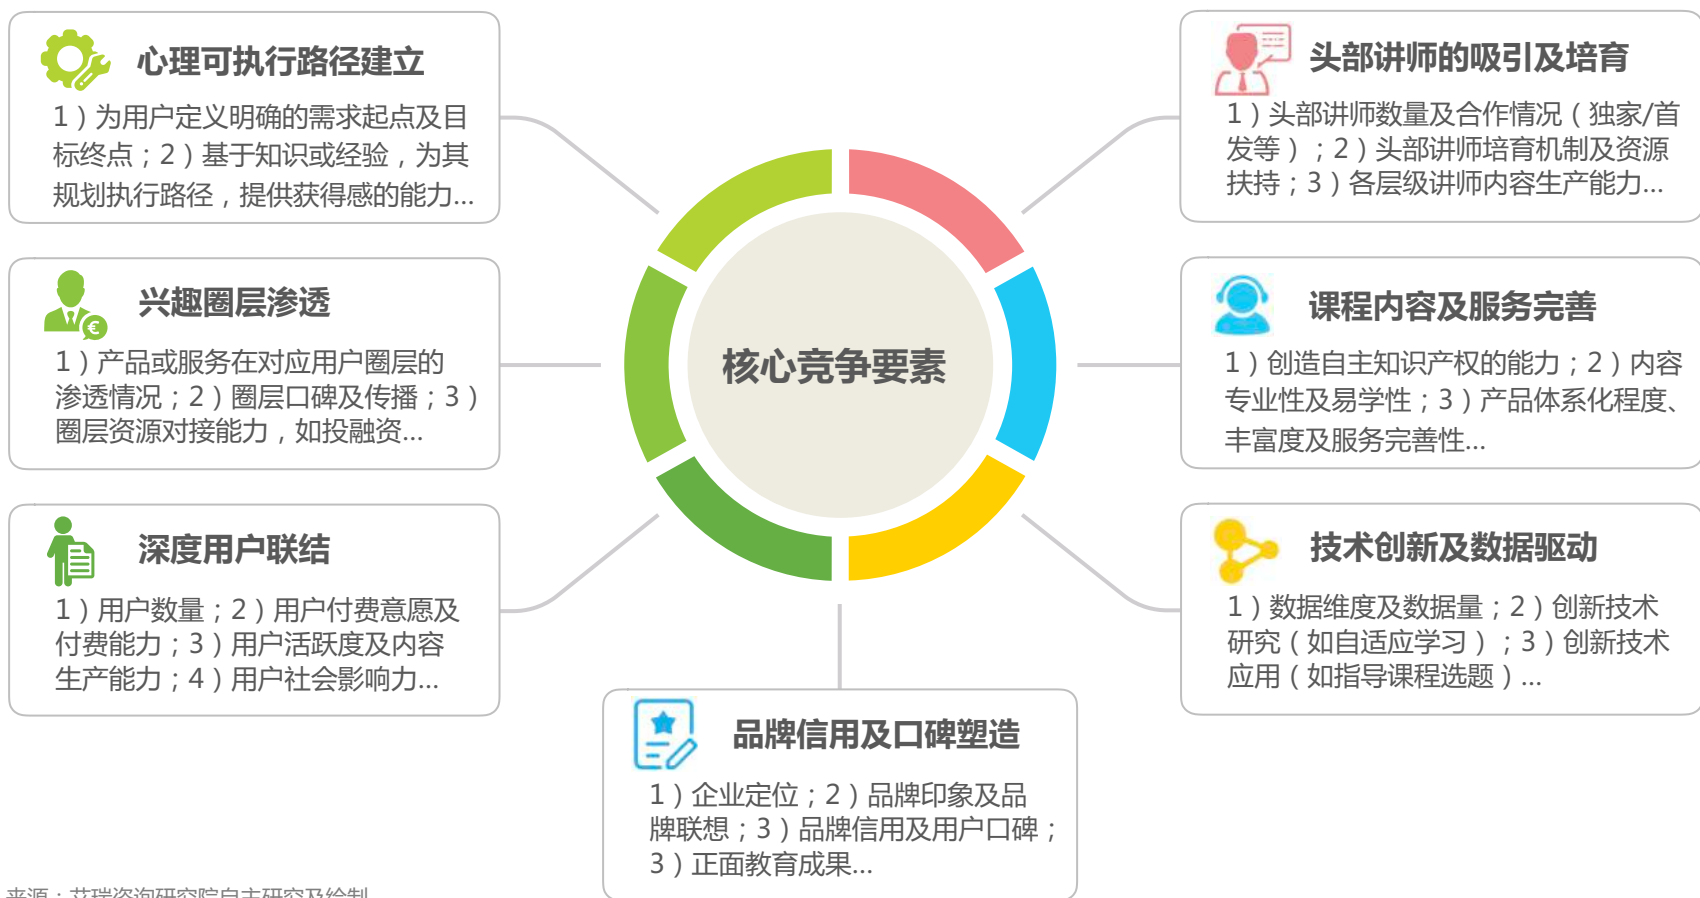 心理可执行路径建立
1）为用户定义明确的需求起点及目
标终点；2）基于知识或经验，为其
规划执行路径，提供获得感的能力...
兴趣圈层渗透
1）产品或服务在对应用户圈层的
渗透情况；2）圈层口碑及传播；3）
圈层资源对接能力，如投融资...
深度用户联结
1）用户数量；2）用户付费意愿及
付费能力；3）用户活跃度及内容
生产能力；4）用户社会影响力...
核心竞争要素
头部讲师的吸引及培育
1）头部讲师数量及合作情况（独家/首
发等）；2）头部讲师培育机制及资源
扶持；3）各层级讲师内容生产能力...
课程内容及服务完善
1）创造自主知识产权的能力；2）内容
专业性及易学性；3）产品体系化程度、
丰富度及服务完善性...
技术创新及数据驱动
1）数据维度及数据量；2）创新技术
研究（如自适应学习）；3）创新技术
应用（如指导课程选题）...
品牌信用及口碑塑造
1）企业定位；2）品牌印象及品
牌联想；3）品牌信用及用户口碑；
3）正面教育成果...
来源：艾瑞咨询研究院自主研究及绘制